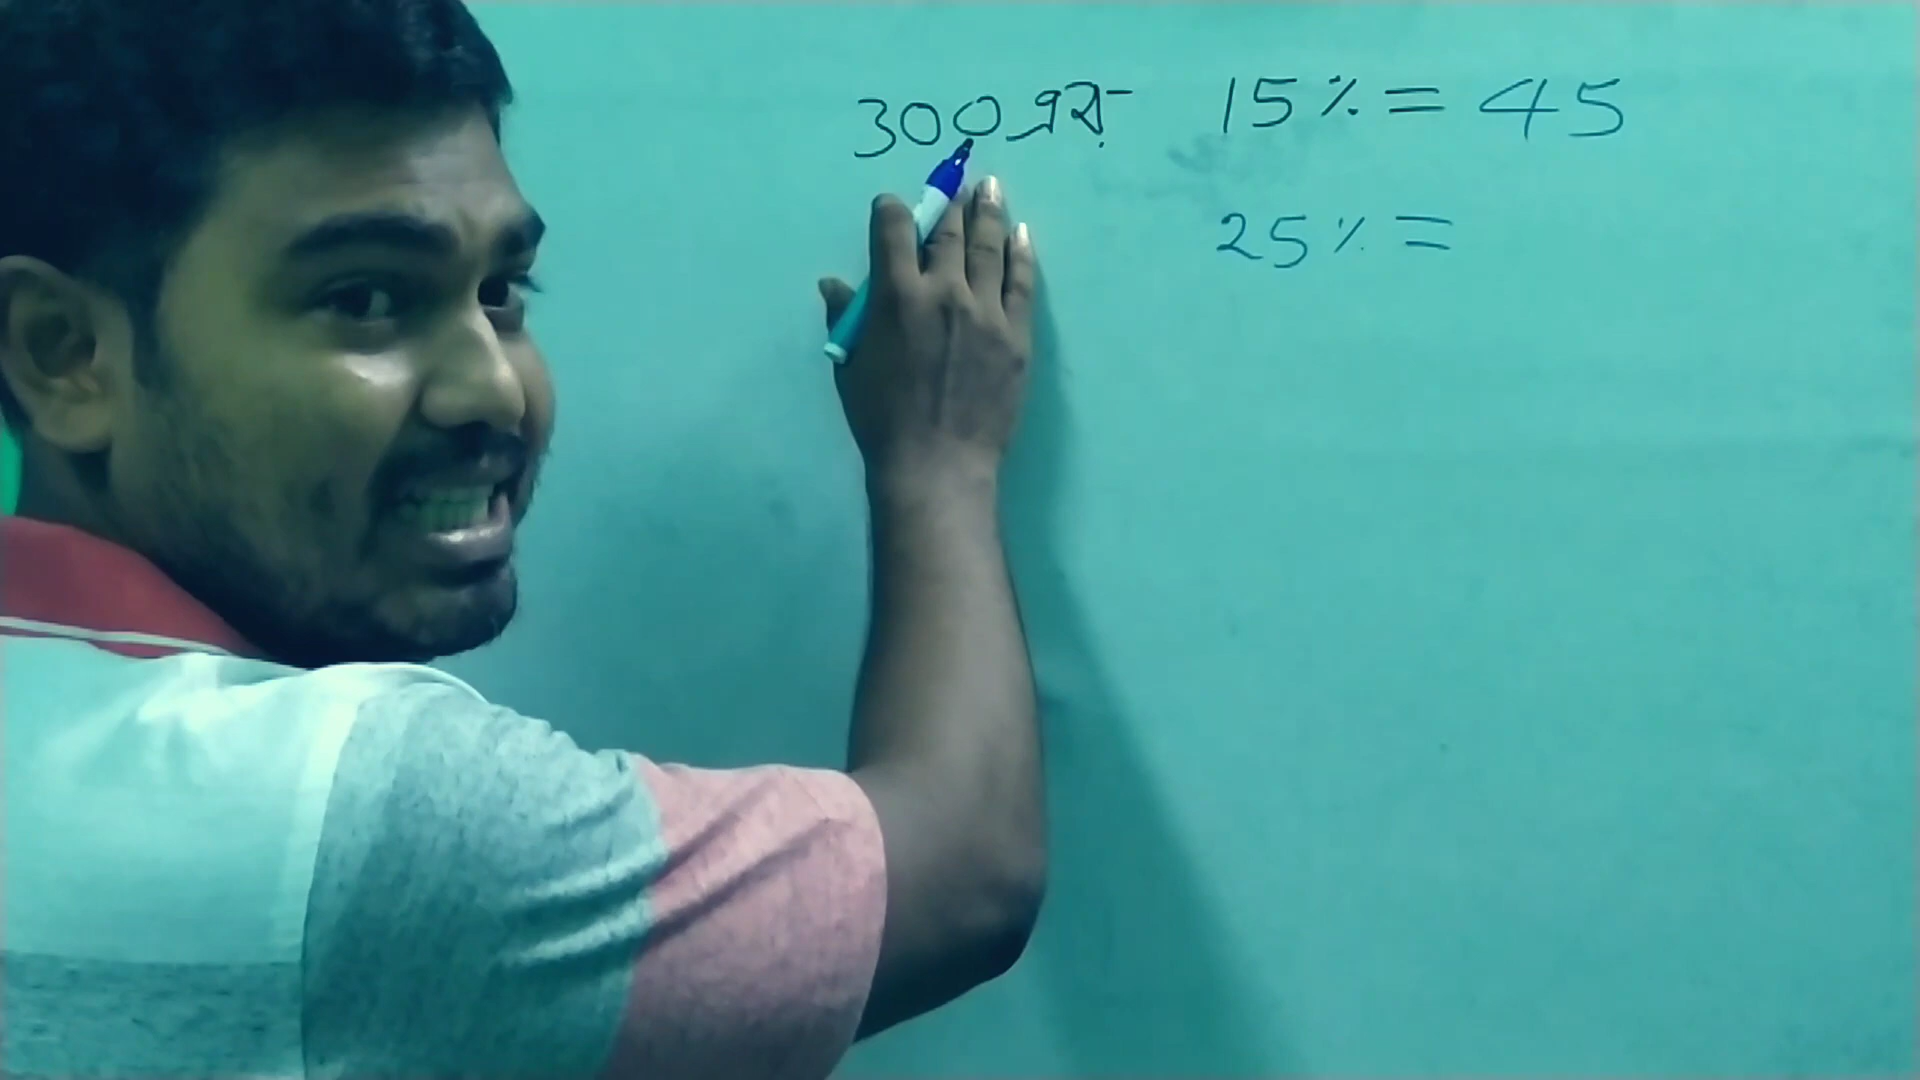 300 এর 15% = 45
25% =